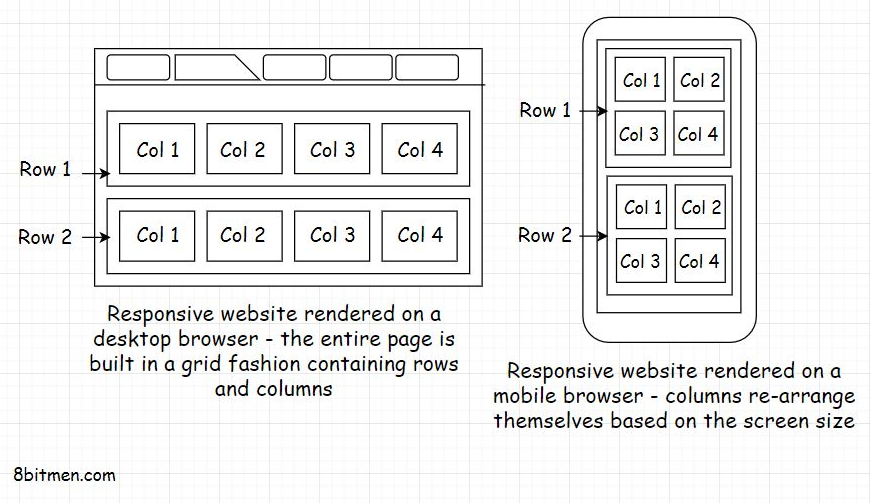 Row 1
Col 1 Col 2 Col 3 Col 4
Row 2
Col 1 Col 2 Col 3 Col 4
Responsive website rendered on a
desktop browser - the entire page is
built in a grid fashion containing rows
and columns
Row 1
Col 1 Col 2
Col 3 Col 4
Row 2
Col 1 Col 2
Col 3 Col 4
Responsive website rendered on a
mobile browser - columns re-arrange
themselves based on the screen size
8bitmen.com